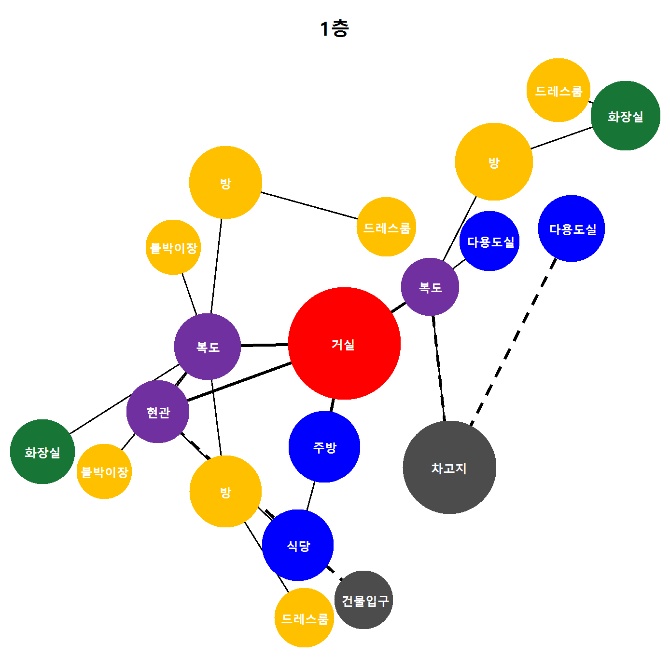 1층
드레스룸
화장실
방
방
드레스룸
다용도실
다용도실
붙박이장
복도
거실
복도
현관
주방
화장실
붙박이장
차고지
방
식당
건물입구
드레스룸